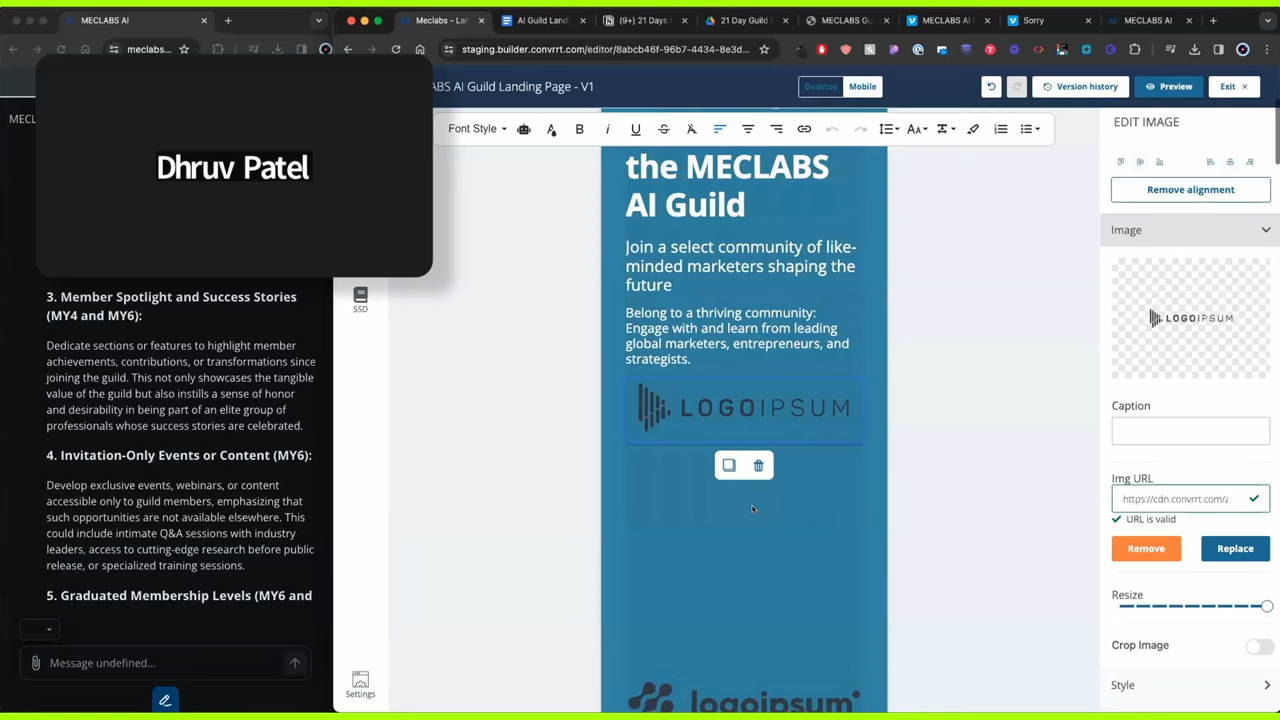 MECLABS AI
Meclabs - Lar
AI Guild Landi
(9+) 21 Days
21 Day Guild
MECLABS Gu
MECLABS AI
Sorry
MECLABS AI
meclabs...
staging.builder.convrrt.com/editor/8abcb46f-96b7-4434-8e3d...
ABS AI Guild Landing Page - V1
Desktop
Mobile
Version history
Preview
Exit
MECL
Dhruv Patel
Font Style
EDIT IMAGE
Remove alignment
Image
the MECLABS
AI Guild
Join a select community of like-
minded marketers shaping the
future
Belong to a thriving community:
Engage with and learn from leading
global marketers, entrepreneurs, and
strategists.
LOGOIPSUM
logoipsum
SSD
Settings
3. Member Spotlight and Success Stories
(MY4 and MY6):
Dedicate sections or features to highlight member
achievements, contributions, or transformations since
joining the guild. This not only showcases the tangible
value of the guild but also instills a sense of honor
and desirability in being part of an elite group of
professionals whose success stories are celebrated.
4. Invitation-Only Events or Content (MY6):
Develop exclusive events, webinars, or content
accessible only to guild members, emphasizing that
such opportunities are not available elsewhere. This
could include intimate Q&A sessions with industry
leaders, access to cutting-edge research before public
release, or specialized training sessions.
5. Graduated Membership Levels (MY6 and
Message undefined...
LOGOIPSUM
Caption
Img URL
https://cdn.convrrt.com/a
URL is valid
Remove
Replace
Resize
Crop Image
Style